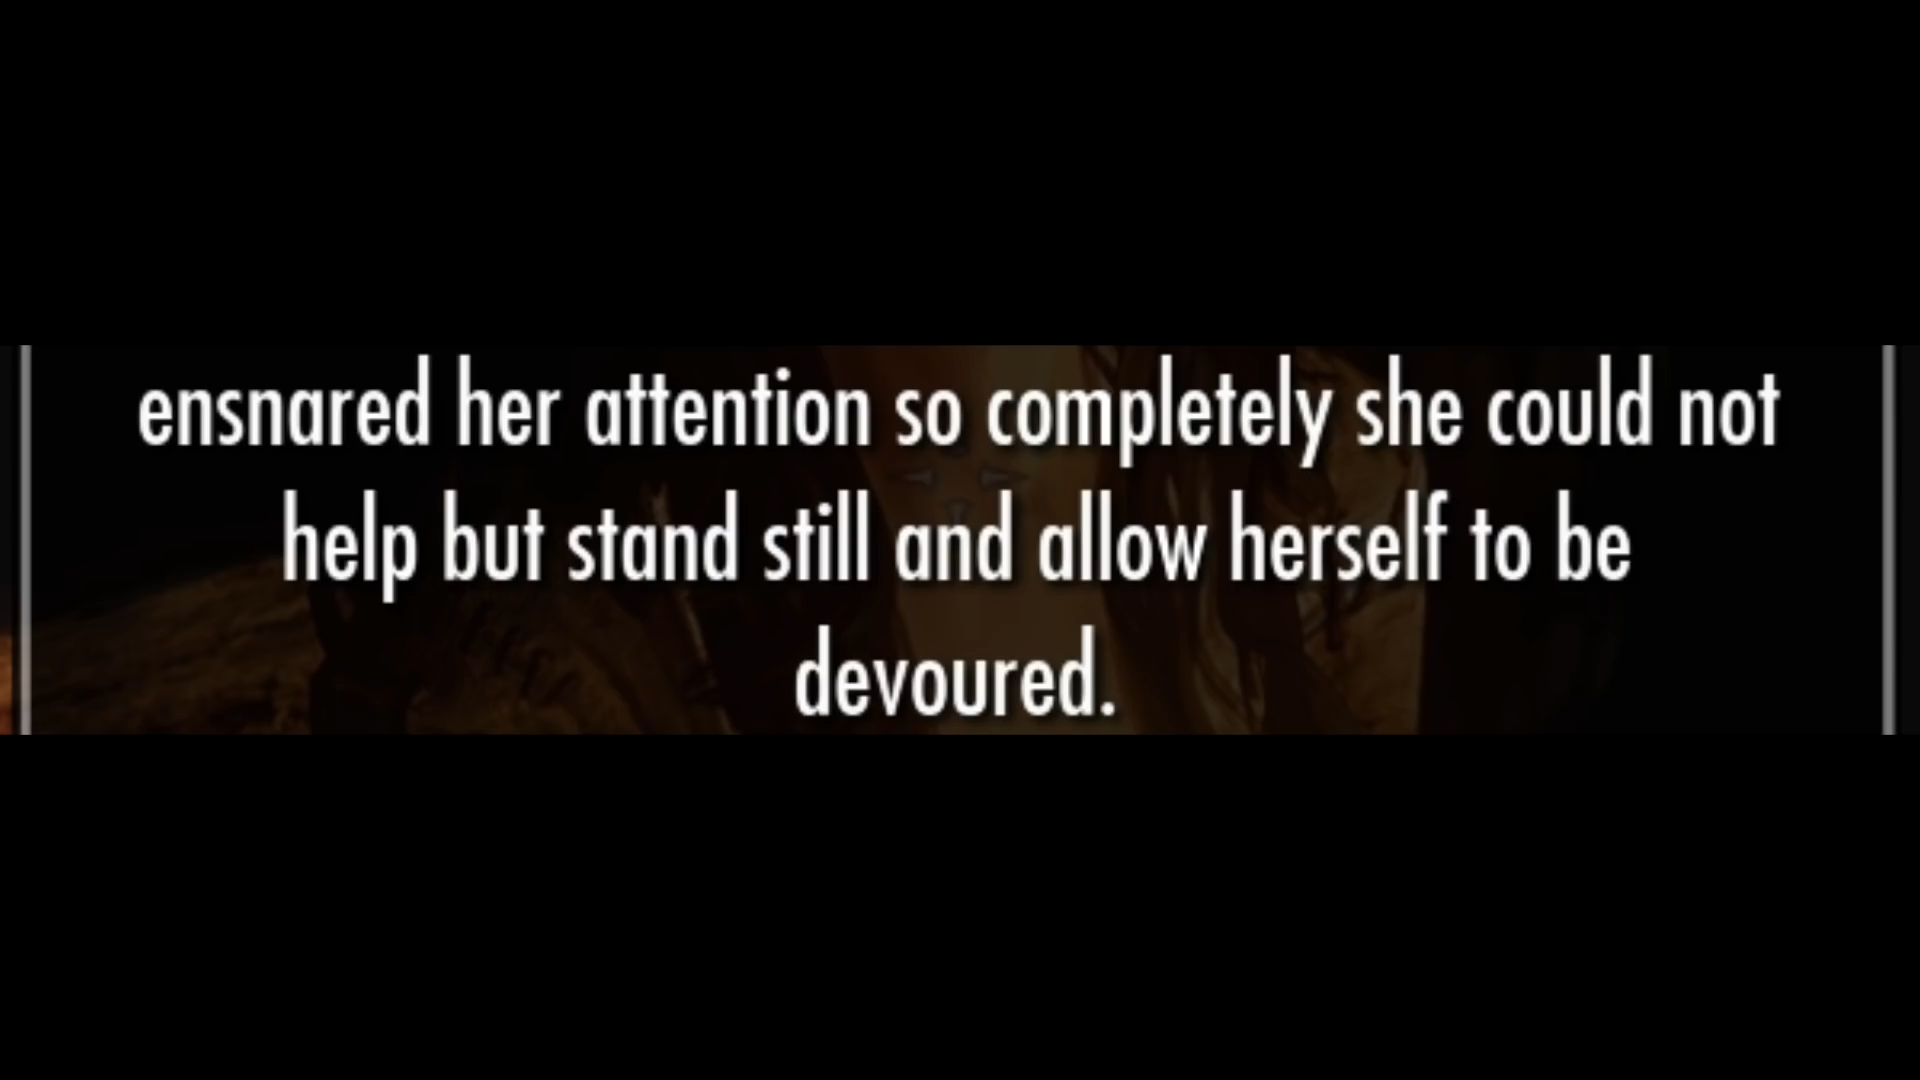 ensnared her attention so completely she could not
help but stand still and allow herself to be
devoured.